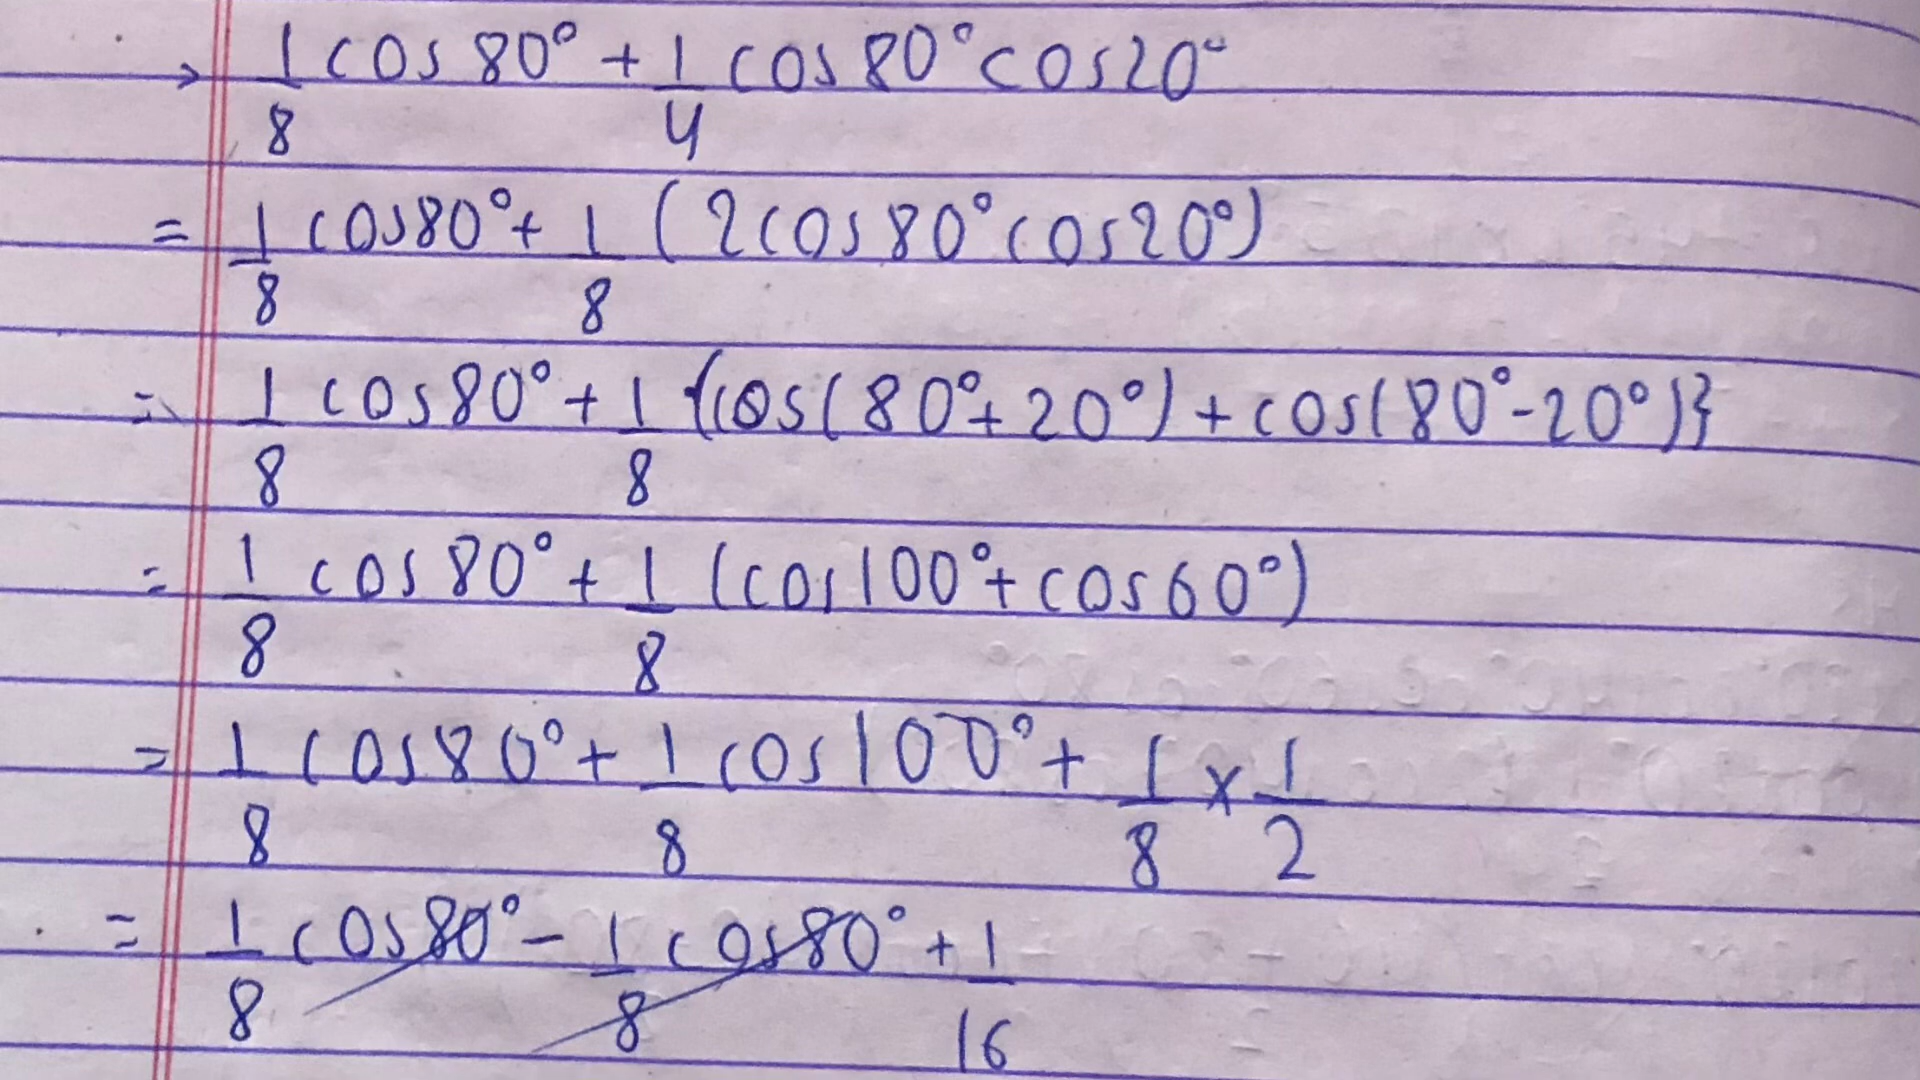 → 1/8 cos 80° + 1/4 cos 80° cos 20°
= 1/8 cos 80° + 1/8 (2 cos 80° cos 20°)
= 1/8 cos 80° + 1/8 {cos(80° + 20°) + cos(80° - 20°)}
= 1/8 cos 80° + 1/8 (cos 100° + cos 60°)
= 1/8 cos 80° + 1/8 cos 100° + 1/8 × 1/2
= 1/8 cos 80° - 1/8 cos 80° + 1/16